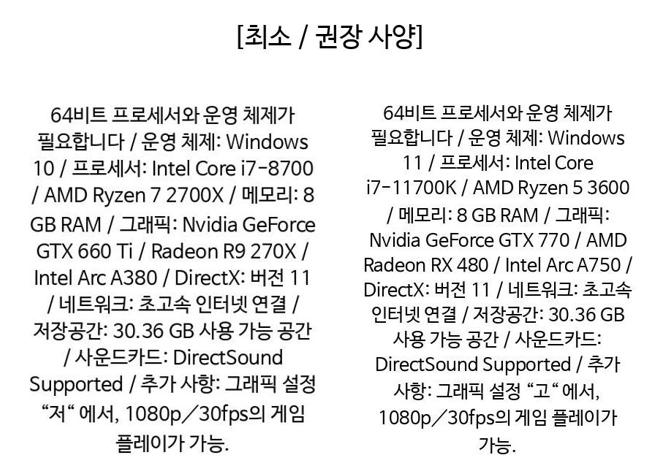 [최소 / 권장 사양]
64비트 프로세서와 운영 체제가
필요합니다 / 운영 체제: Windows
10 / 프로세서: Intel Core i7-8700
/ AMD Ryzen 7 2700X / 메모리: 8
GB RAM / 그래픽: Nvidia GeForce
GTX 660 Ti / Radeon R9 270X /
Intel Arc A380 / DirectX: 버전 11
/ 네트워크: 초고속 인터넷 연결 /
저장공간: 30.36 GB 사용 가능 공간
/ 사운드카드: DirectSound
Supported / 추가 사항: 그래픽 설정
“저“ 에서, 1080p／30fps의 게임
플레이가 가능.
64비트 프로세서와 운영 체제가
필요합니다 / 운영 체제: Windows
11 / 프로세서: Intel Core
i7-11700K / AMD Ryzen 5 3600
/ 메모리: 8 GB RAM / 그래픽:
Nvidia GeForce GTX 770 / AMD
Radeon RX 480 / Intel Arc A750 /
DirectX: 버전 11 / 네트워크: 초고속
인터넷 연결 / 저장공간: 30.36 GB
사용 가능 공간 / 사운드카드:
DirectSound Supported / 추가
사항: 그래픽 설정 “고“ 에서,
1080p／30fps의 게임 플레이가
가능.